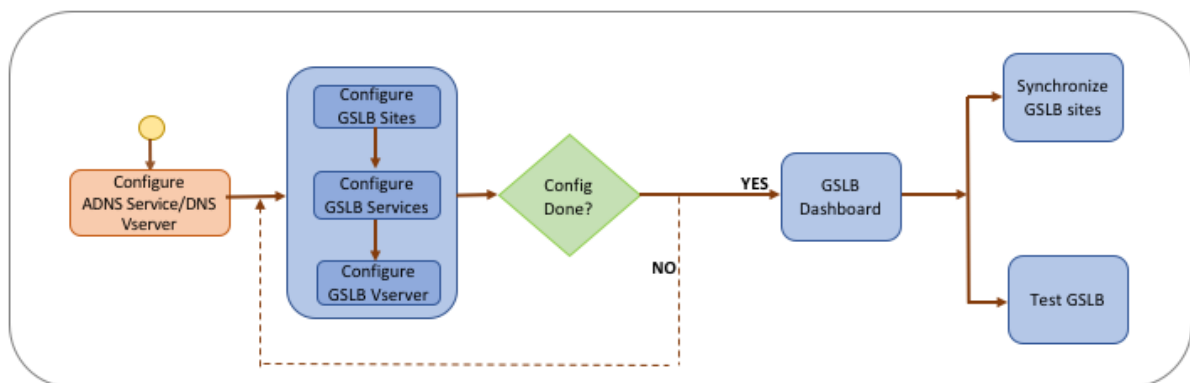 Configure
ADNS Service/DNS
Vserver
Configure
GSLB Sites
Configure
GSLB Services
Configure
GSLB Vserver
Config
Done?
YES
NO
GSLB
Dashboard
Synchronize
GSLB sites
Test GSLB